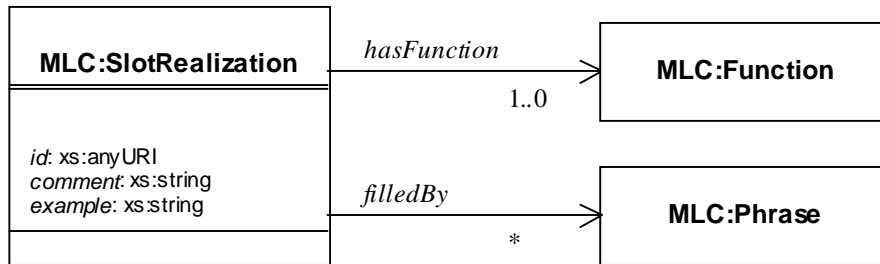 MLC:SlotRealization
id: xs:anyURI
comment: xs:string
example: xs:string
hasFunction
1..0
MLC:Function
filledBy
*
MLC:Phrase